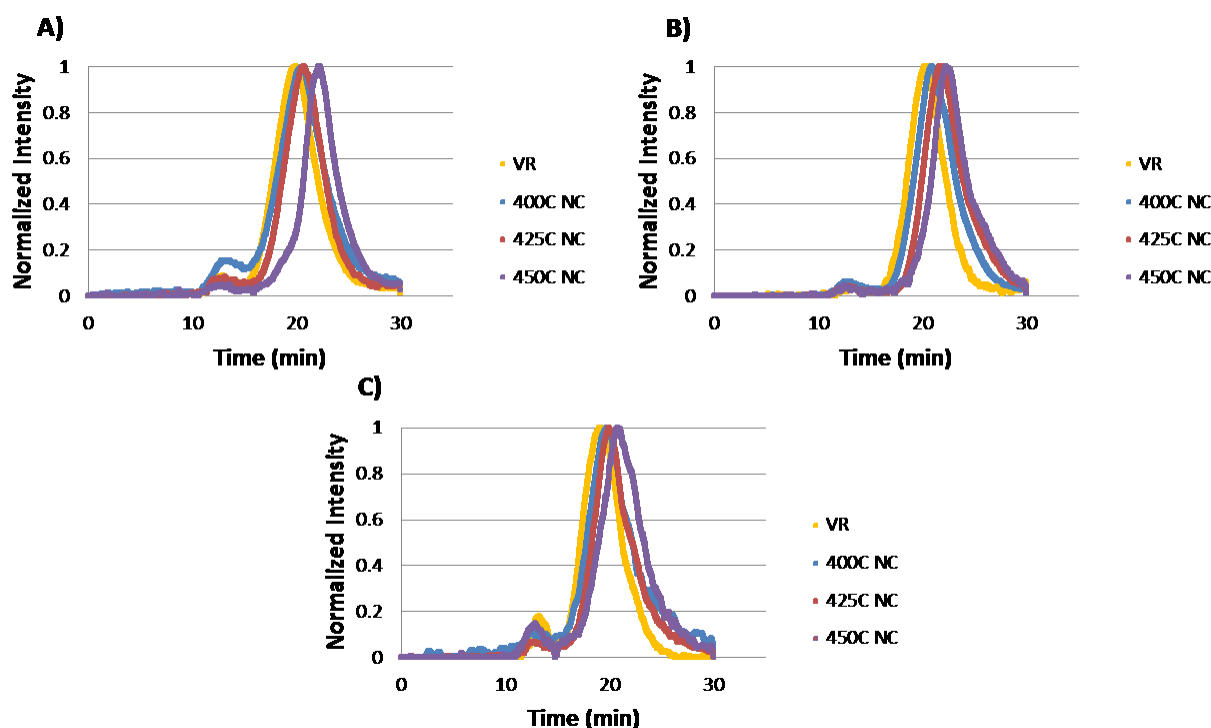 A)
Normalized Intensity
1
0.8
0.6
0.4
0.2
0
0 10 20 30
Time (min)
VR
400C NC
425C NC
450C NC
B)
Normalized Intensity
1
0.8
0.6
0.4
0.2
0
0 10 20 30
Time (min)
VR
400C NC
425C NC
450C NC
C)
Normalized Intensity
1
0.8
0.6
0.4
0.2
0
0 10 20 30
Time (min)
VR
400C NC
425C NC
450C NC